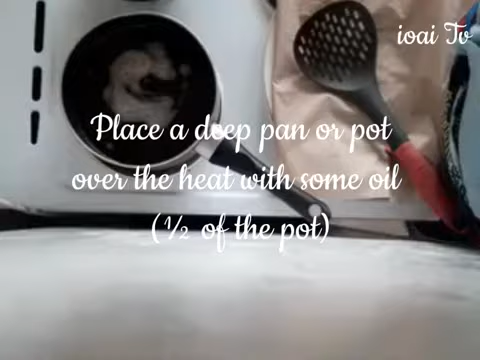 ioai Tv
Place a deep pan or pot
over the heat with some oil
(½ of the pot)